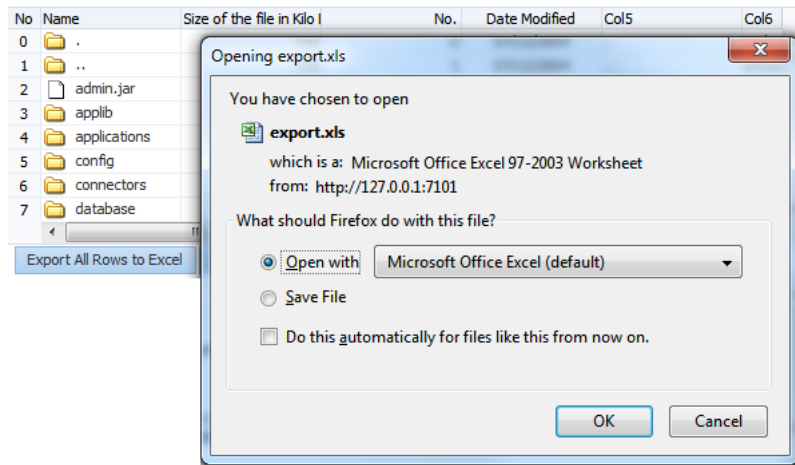 No Name Size of the file in Kilo No. Date Modified Col5 Col6
0 .
1 ..
2 admin.jar
3 applib
4 applications
5 config
6 connectors
7 database
Export All Rows to Excel
Opening export.xls
You have chosen to open
export.xls
which is a: Microsoft Office Excel 97-2003 Worksheet
from: http://127.0.0.1:7101
What should Firefox do with this file?
Open with Microsoft Office Excel (default)
Save File
Do this automatically for files like this from now on.
OK Cancel